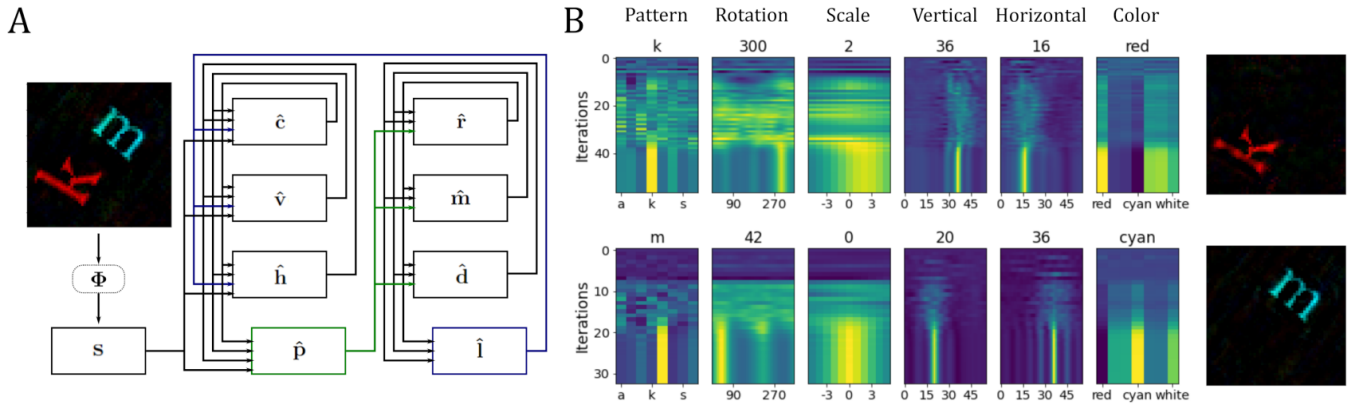 A
k
m
Φ
s
ĉ
v̂
ĥ
p̂
r̂
m̂
d̂
l̂
B
Pattern Rotation Scale Vertical Horizontal Color
k 300 2 36 16 red
Iterations
0
20
40
a k s 90 270 -3 0 3 0 15 30 45 0 15 30 45 red cyan white
k
m 42 0 20 36 cyan
Iterations
0
10
20
30
a k s 90 270 -3 0 3 0 15 30 45 0 15 30 45 red cyan white
m